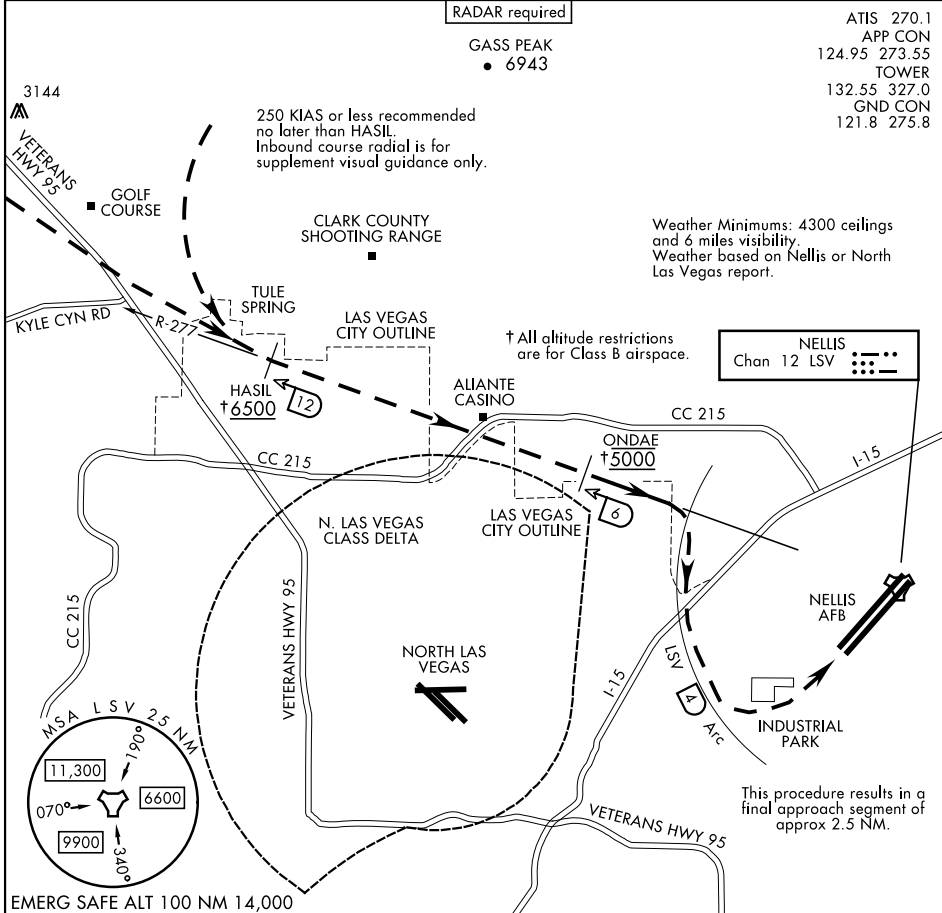 RADAR required
ATIS 270.1
APP CON
124.95 273.55
TOWER
132.55 327.0
GND CON
121.8 275.8
GASS PEAK
6943
3144
250 KIAS or less recommended
no later than HASIL.
Inbound course radial is for
supplement visual guidance only.
VETERANS
HWY 95
GOLF
COURSE
CLARK COUNTY
SHOOTING RANGE
Weather Minimums: 4300 ceilings
and 6 miles visibility.
Weather based on Nellis or North
Las Vegas report.
TULE
SPRING
KYLE CYN RD
R-277
LAS VEGAS
CITY OUTLINE
†All altitude restrictions
are for Class B airspace.
NELLIS
Chan 12 LSV
HASIL
†6500
12
ALIANTE
CASINO
CC 215
ONDAE
†5000
I-15
CC 215
6
N. LAS VEGAS
CLASS DELTA
LAS VEGAS
CITY OUTLINE
CC 215
VETERANS HWY 95
NELLIS
AFB
NORTH LAS
VEGAS
I-15
LSV
4
Arc
INDUSTRIAL
PARK
MSA LSV 25 NM
190°
11,300
070°
6600
9900
340°
VETERANS HWY 95
This procedure results in a
final approach segment of
approx 2.5 NM.
EMERG SAFE ALT 100 NM 14,000